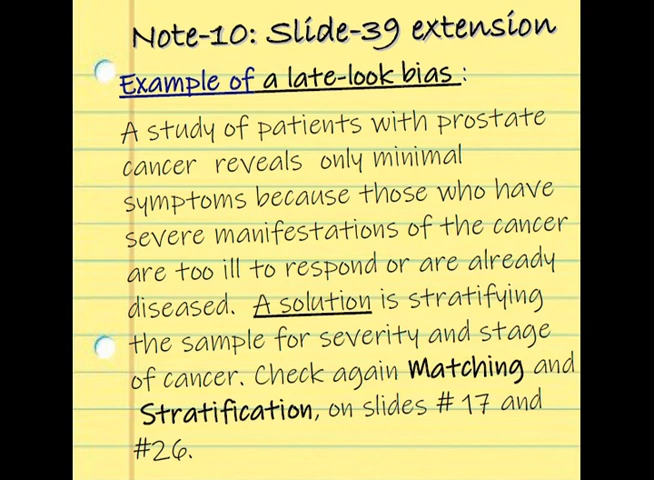 Note-10: Slide-39 extension
Example of a late-look bias :
A study of patients with prostate
cancer reveals only minimal
symptoms because those who have
severe manifestations of the cancer
are too ill to respond or are already
diseased. A solution is stratifying
the sample for severity and stage
of cancer. Check again Matching and
Stratification, on slides # 17 and
#26.